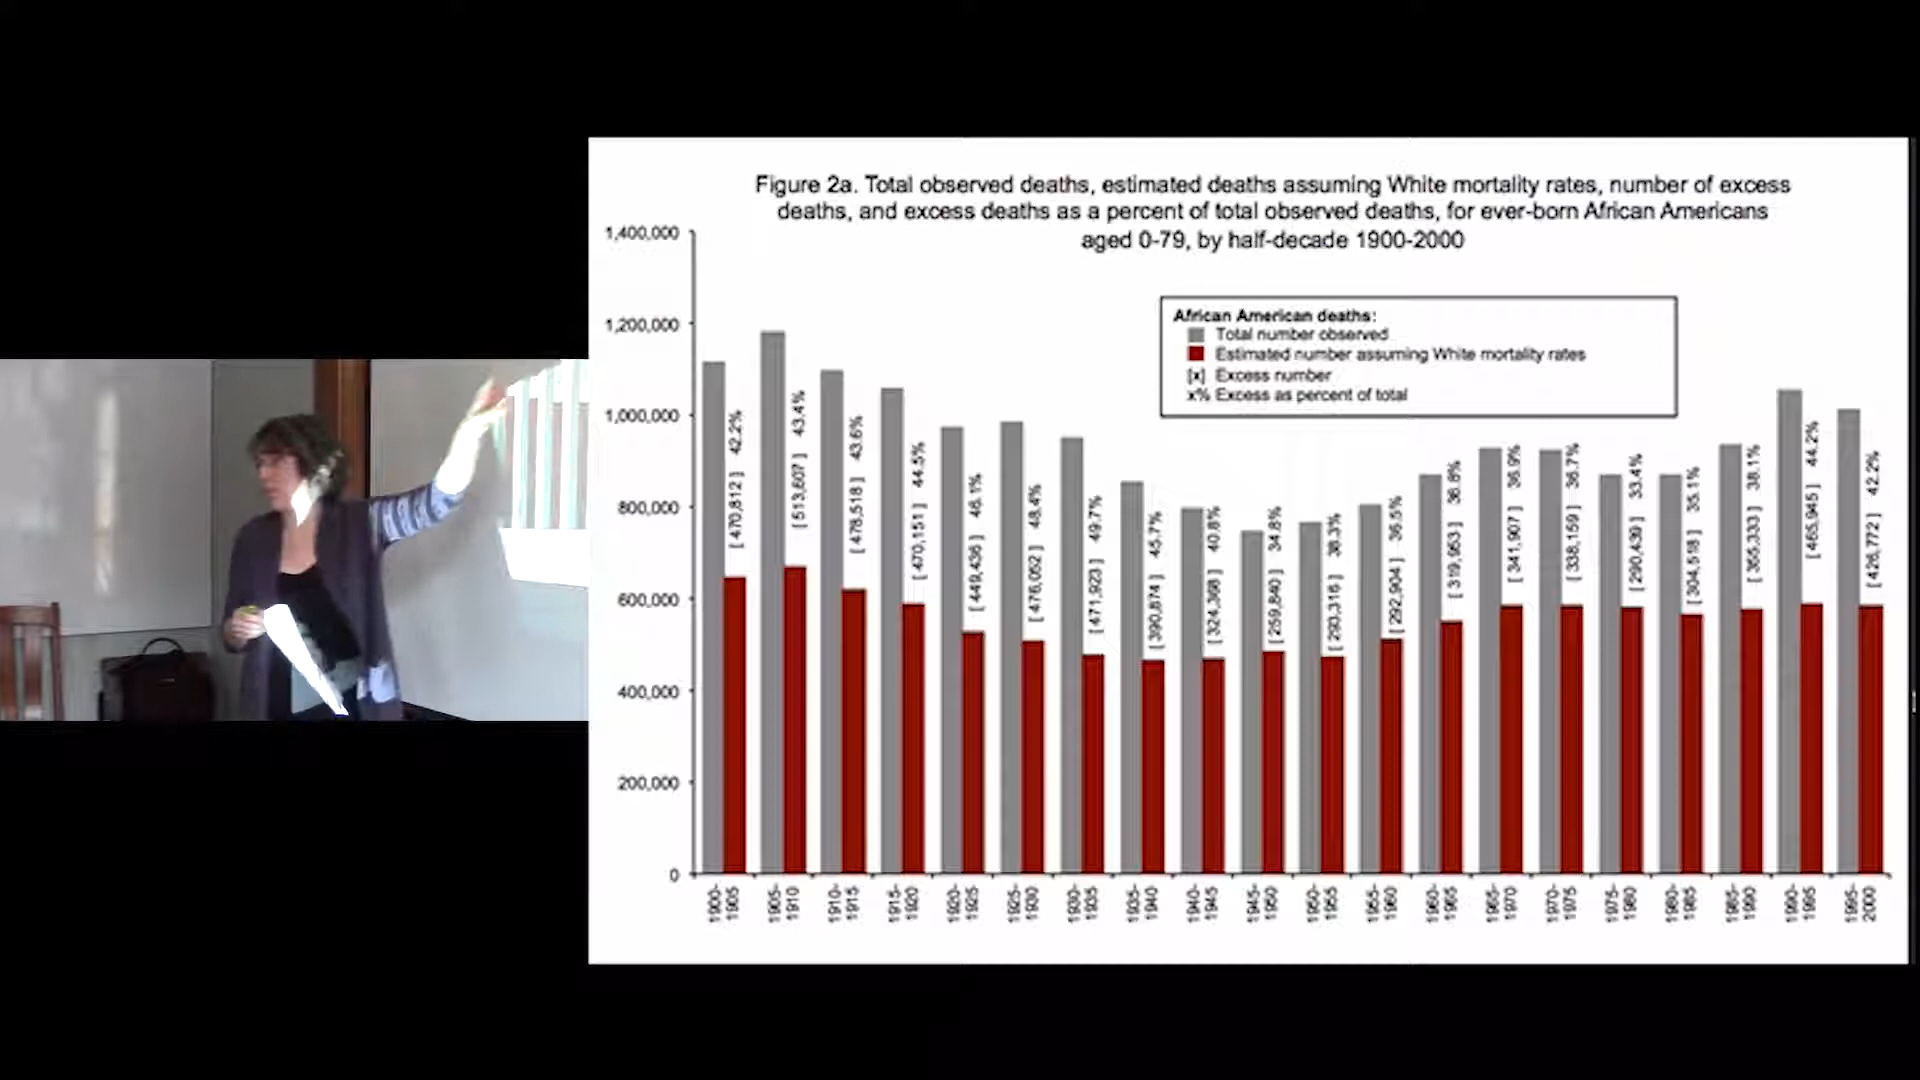 Figure 2a. Total observed deaths, estimated deaths assuming White mortality rates, number of excess
deaths, and excess deaths as a percent of total observed deaths, for ever-born African Americans
aged 0-79, by half-decade 1900-2000
1,400,000
1,200,000
1,000,000
800,000
600,000
400,000
200,000
0
African American deaths:
Total number observed
Estimated number assuming White mortality rates
[x] Excess number
x% Excess as percent of total
[ 470,812 ] 42.2%
[ 513,607 ] 43.4%
[ 478,518 ] 43.6%
[ 470,151 ] 44.5%
[ 449,436 ] 46.1%
[ 476,052 ] 48.4%
[ 471,923 ] 49.7%
[ 390,874 ] 45.7%
[ 324,368 ] 40.8%
[ 259,840 ] 34.8%
[ 293,316 ] 38.3%
[ 292,904 ] 36.5%
[ 319,953 ] 36.8%
[ 341,907 ] 36.9%
[ 338,159 ] 36.7%
[ 290,439 ] 33.4%
[ 304,518 ] 35.1%
[ 355,333 ] 38.1%
[ 465,945 ] 44.2%
[ 426,772 ] 42.2%
1900-
1905
1905-
1910
1910-
1915
1915-
1920
1920-
1925
1925-
1930
1930-
1935
1935-
1940
1940-
1945
1945-
1950
1950-
1955
1955-
1960
1960-
1965
1965-
1970
1970-
1975
1975-
1980
1980-
1985
1985-
1990
1990-
1995
1995-
2000